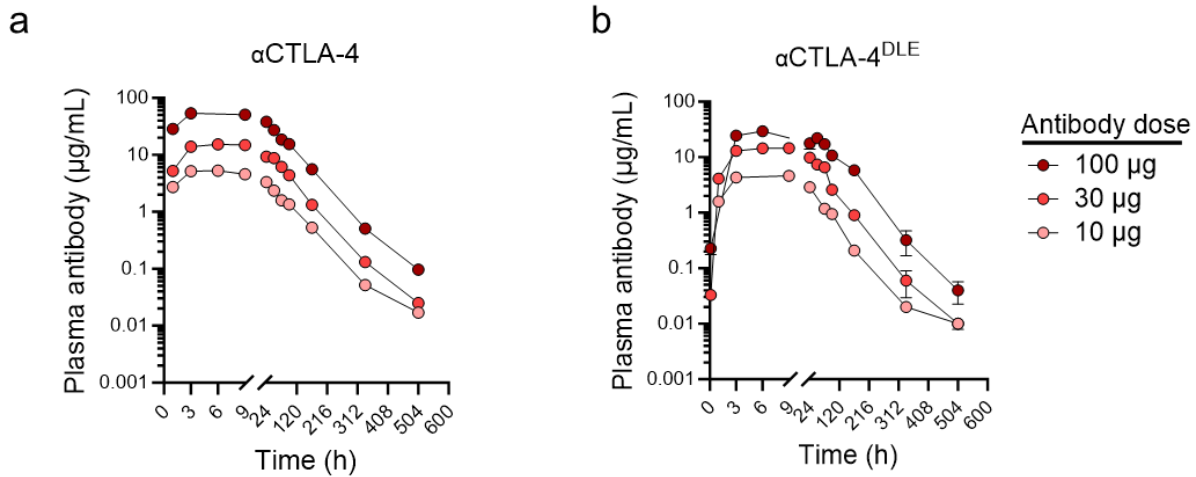 a
αCTLA-4
Plasma antibody (µg/mL)
100
10
1
0.1
0.01
0.001
0 3 6 9 24 120 216 312 408 504 600
Time (h)
b
αCTLA-4DLE
Plasma antibody (µg/mL)
100
10
1
0.1
0.01
0.001
0 3 6 9 24 120 216 312 408 504 600
Time (h)
Antibody dose
100 µg
30 µg
10 µg